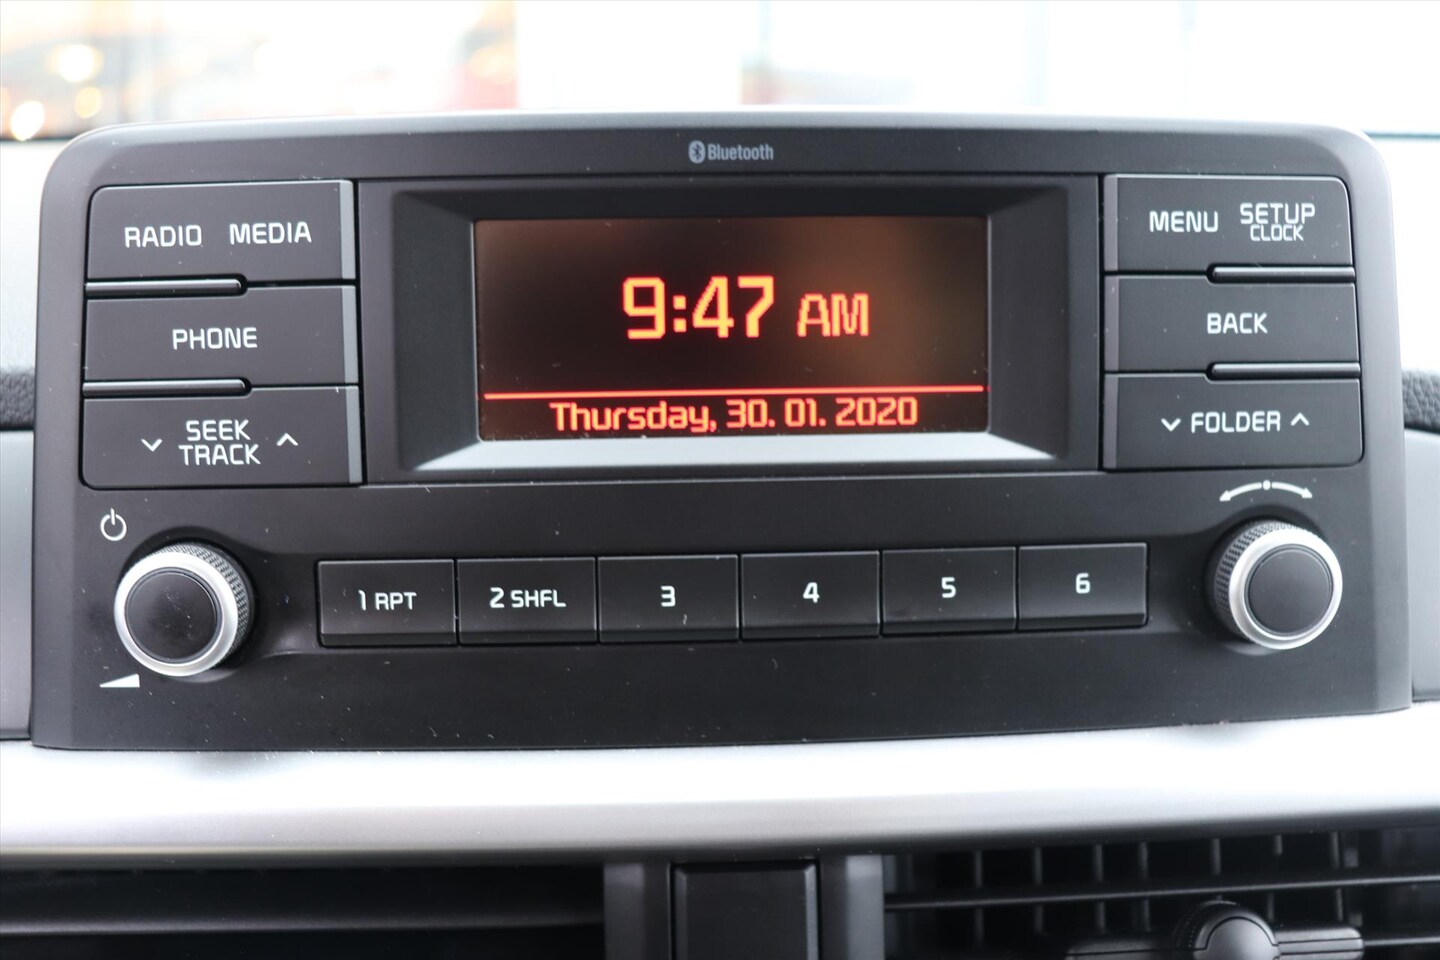 Bluetooth
RADIO MEDIA
PHONE
SEEK
TRACK
9:47 AM
Thursday, 30. 01. 2020
MENU SETUP
CLOCK
BACK
FOLDER
1 RPT 2 SHFL 3 4 5 6